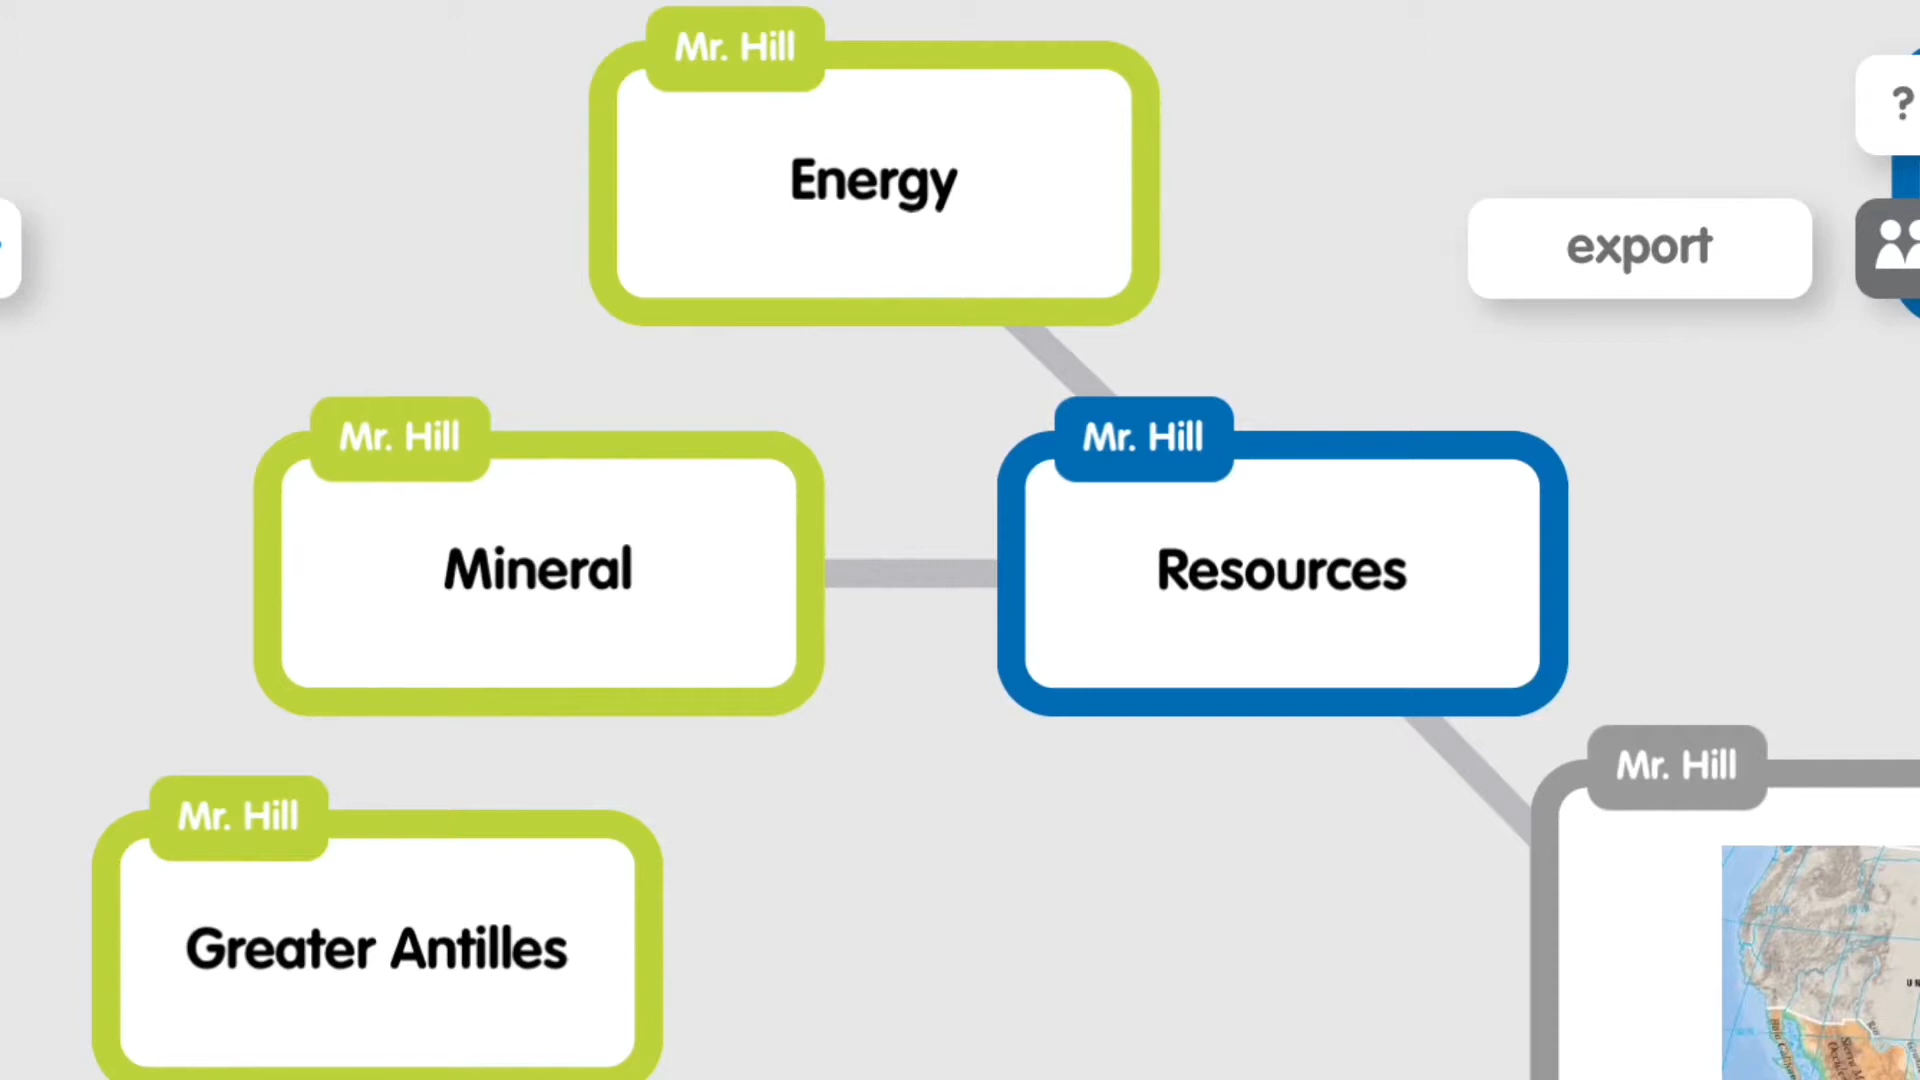 Mr. Hill
Energy
?
export
Mr. Hill
Mineral
Mr. Hill
Resources
Mr. Hill
Mr. Hill
Greater Antilles